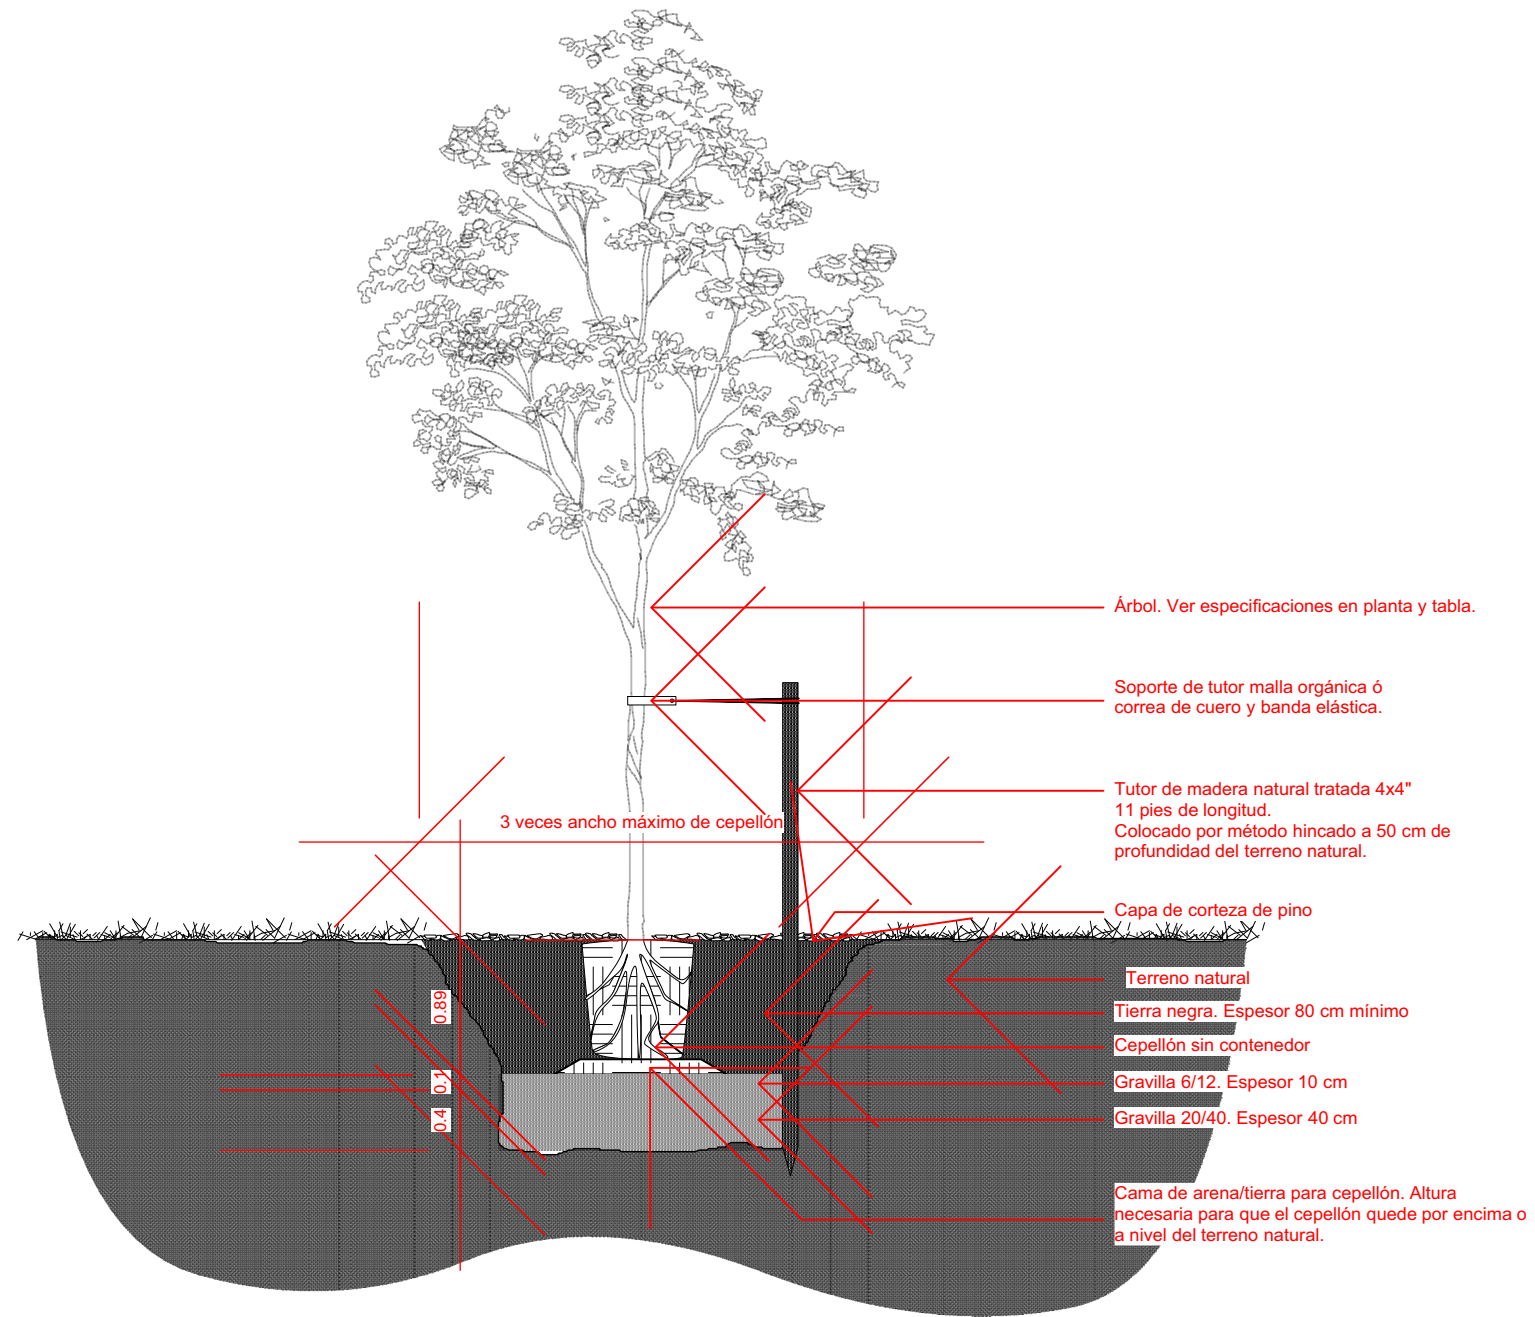 Árbol. Ver especificaciones en planta y tabla.
Soporte de tutor malla orgánica ó
correa de cuero y banda elástica.
Tutor de madera natural tratada 4x4"
11 pies de longitud.
Colocado por método hincado a 50 cm de
profundidad del terreno natural.
3 veces ancho máximo de cepellón
Capa de corteza de pino
Terreno natural
Tierra negra. Espesor 80 cm mínimo
Cepellón sin contenedor
Gravilla 6/12. Espesor 10 cm
Gravilla 20/40. Espesor 40 cm
Cama de arena/tierra para cepellón. Altura
necesaria para que el cepellón quede por encima o
a nivel del terreno natural.
0.89
0.1
0.4